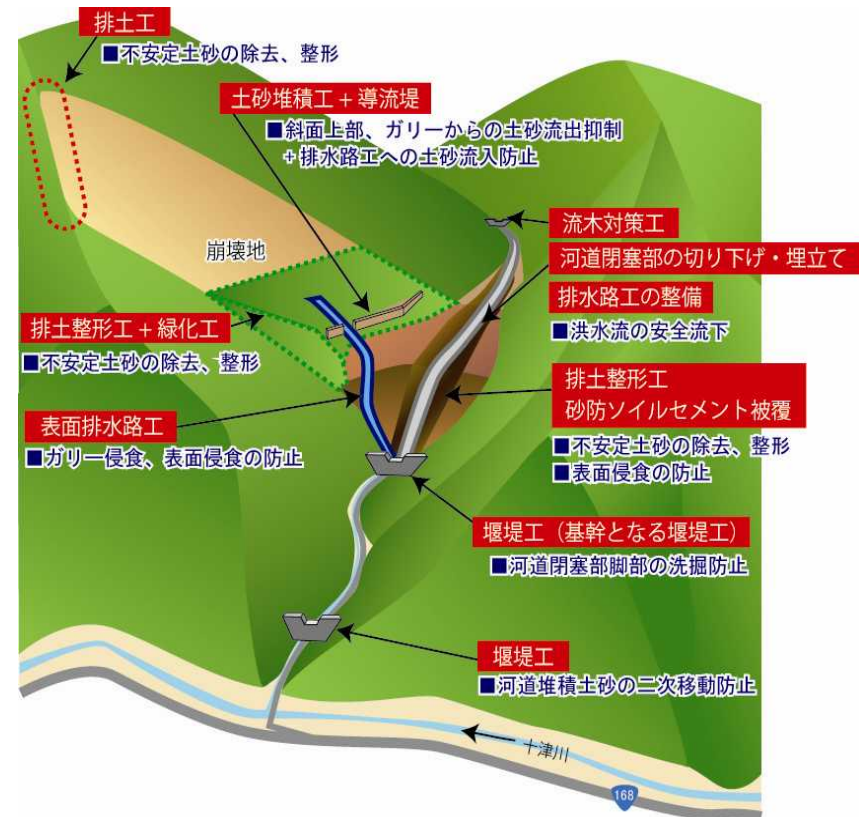 排土工
■不安定土砂の除去、整形
土砂堆積工+導流堤
■斜面上部、ガリーからの土砂流出抑制
+排水路工への土砂流入防止
流木対策工
河道閉塞部の切り下げ・埋立て
排水路工の整備
■洪水流の安全流下
崩壊地
排土整形工+緑化工
■不安定土砂の除去、整形
排土整形工
砂防ソイルセメント被覆
■不安定土砂の除去、整形
■表面侵食の防止
表面排水路工
■ガリー侵食、表面侵食の防止
堰堤工(基幹となる堰堤工)
■河道閉塞部脚部の洗掘防止
堰堤工
■河道堆積土砂の二次移動防止
十津川
168